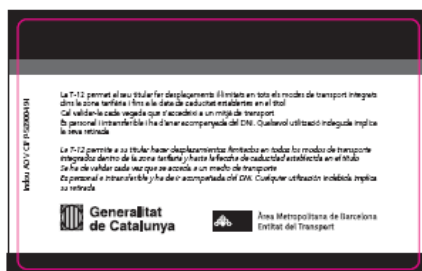 La T-12 permet al seu titular fer desplaçaments il·limitats en tots els modes de transport integrats
dins la zona tarifària i fins a la data de caducitat establertes en el títol
Cal validar-la cada vegada que s'accedeixi a un mitjà de transport
És personal i intransferible i ha d'anar acompanyada del DNI. Qualsevol utilització indeguda implica
la seva retirada
La T-12 permite a su titular hacer desplazamientos ilimitados en todos los modos de transporte
integrados dentro de la zona tarifaria y hasta la fecha de caducidad establecida en el título
Se ha de validar cada vez que se acceda a un medio de transporte
Es personal e intransferible y ha de ir acompañada del DNI. Cualquier utilización indebida implica
su retirada
Generalitat
de Catalunya
Àrea Metropolitana de Barcelona
Entitat del Transport